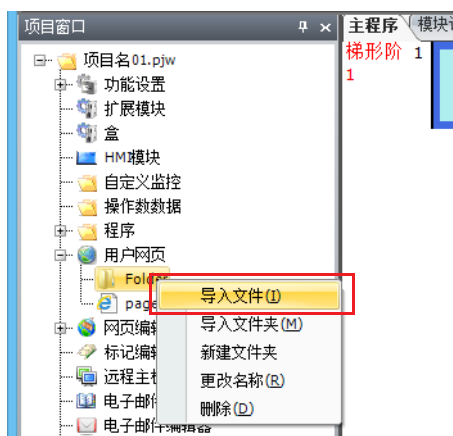 项目窗口
主程序
模块
梯形阶 1
1
项目名01.pjw
功能设置
扩展模块
盒
HMI模块
自定义监控
操作数数据
程序
用户网页
Folder
导入文件(I)
page
导入文件夹(M)
网页编辑
标记编辑
新建文件夹
远程主机
更改名称(R)
电子邮件
删除(D)
电子邮件编辑器